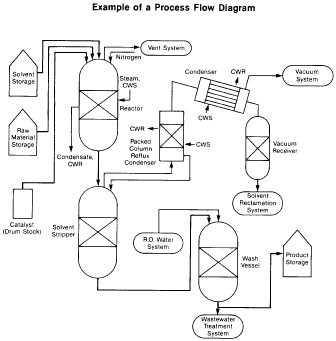 Example of a Process Flow Diagram
Solvent
Storage
Vent System
Nitrogen
Steam,
CWS
Reactor
Condenser
CWR
Vacuum
System
CWS
Raw
Material
Storage
Condensate,
CWR
CWR
Packed
Column
Reflux
Condenser
CWS
Vacuum
Receiver
Catalyst
(Drum Stock)
Solvent
Stripper
Solvent
Reclamation
System
R.O. Water
System
Wash
Vessel
Product
Storage
Wastewater
Treatment
System